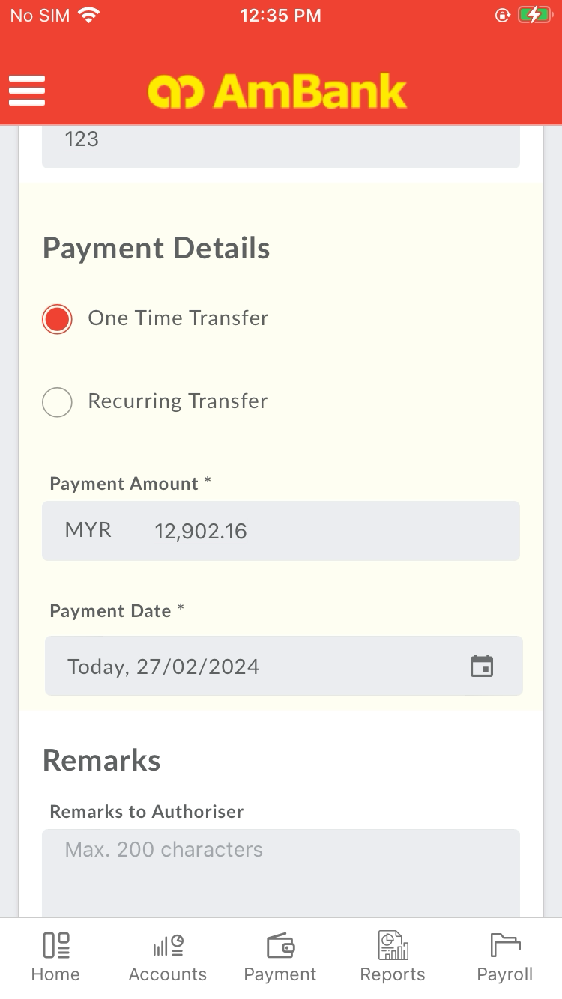 No SIM 12:35 PM
AmBank
123
Payment Details
One Time Transfer
Recurring Transfer
Payment Amount *
MYR 12,902.16
Payment Date *
Today, 27/02/2024
Remarks
Remarks to Authoriser
Max. 200 characters
Home Accounts Payment Reports Payroll